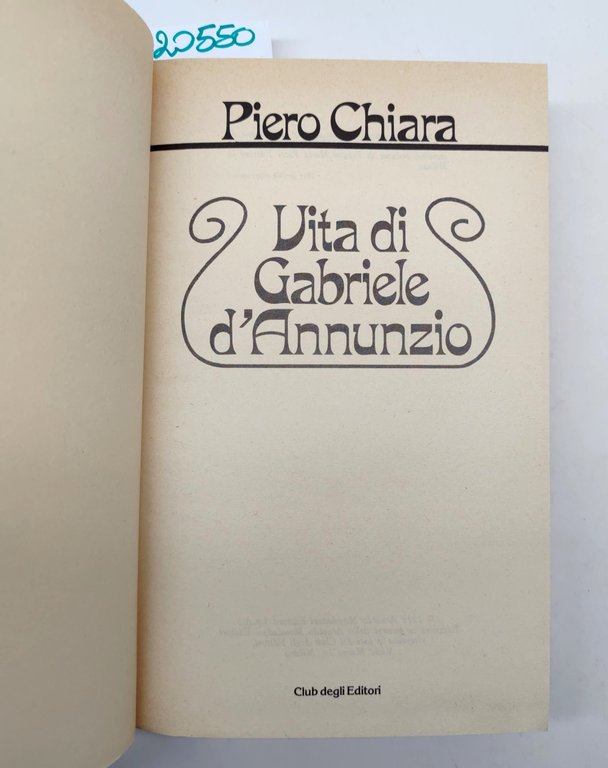 20550
Piero Chiara
Vita di
Gabriele
d'Annunzio
Club degli Editori